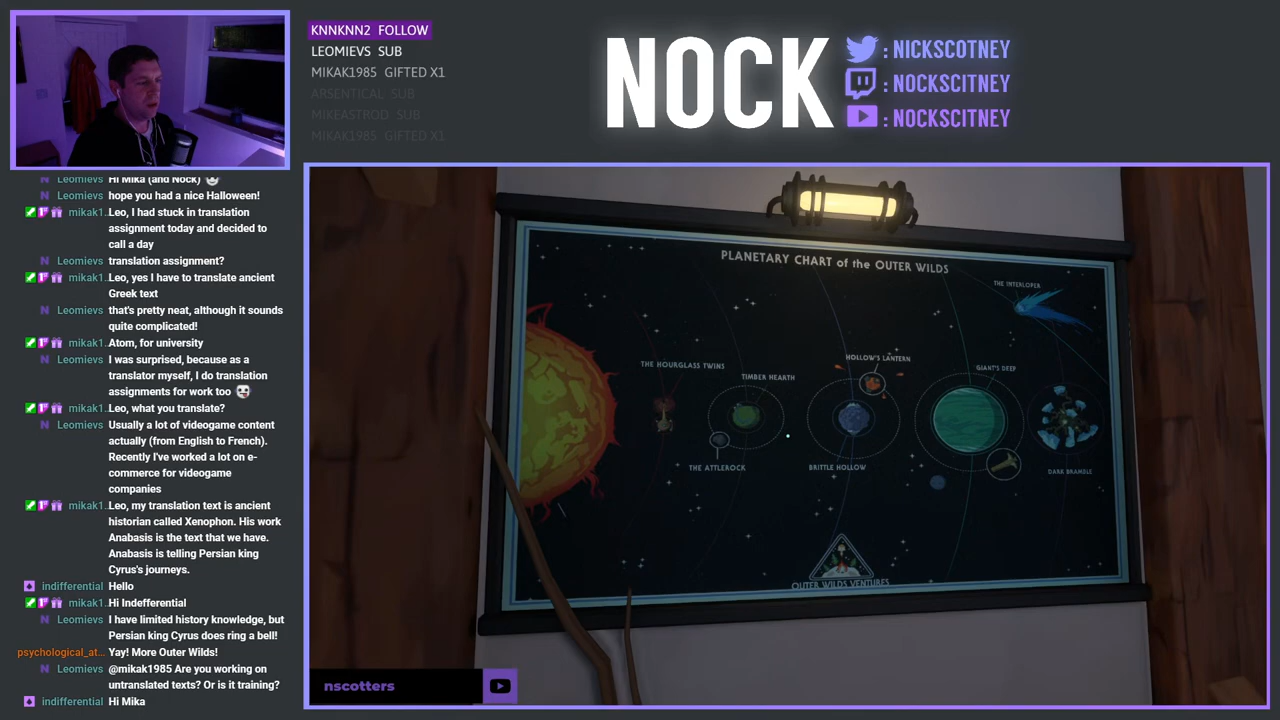 KNNKNN2 FOLLOW
LEOMIEVS SUB
MIKAK1985 GIFTED X1
ARSENTICAL SUB
MIKEASTROD SUB
MIKAK1985 GIFTED X1
NOCK
: NICKSCOTNEY
: NOCKSCITNEY
: NOCKSCITNEY
Leomievs Hi Mika (and Nock)
Leomievs hope you had a nice Halloween!
mikak1... Leo, I had stuck in translation
assignment today and decided to
call a day
Leomievs translation assignment?
mikak1... Leo, yes I have to translate ancient
Greek text
Leomievs that's pretty neat, although it sounds
quite complicated!
mikak1... Atom, for university
Leomievs I was surprised, because as a
translator myself, I do translation
assignments for work too
mikak1... Leo, what you translate?
Leomievs Usually a lot of videogame content
actually (from English to French).
Recently I've worked a lot on e-
commerce for videogame
companies
mikak1... Leo, my translation text is ancient
historian called Xenophon. His work
Anabasis is the text that we have.
Anabasis is telling Persian king
Cyrus's journeys.
indifferential Hello
mikak1... Hi Indefferential
Leomievs I have limited history knowledge, but
Persian king Cyrus does ring a bell!
psychological_at... Yay! More Outer Wilds!
Leomievs @mikak1985 Are you working on
untranslated texts? Or is it training?
indifferential Hi Mika
PLANETARY CHART of the OUTER WILDS
THE INTERLOPER
THE HOURGLASS TWINS
TIMBER HEARTH
HOLLOW'S LANTERN
GIANT'S DEEP
THE ATTLEROCK
BRITTLE HOLLOW
DARK BRAMBLE
OUTER WILDS VENTURES
nscotters